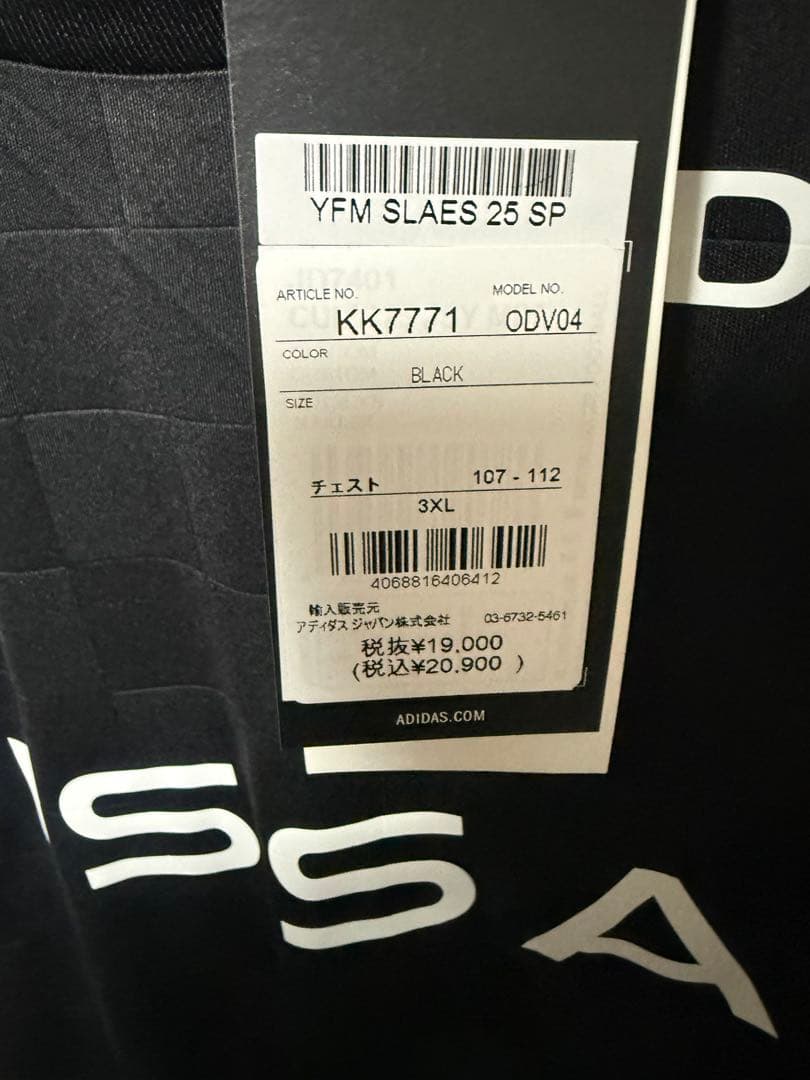 YFM SLAES 25 SP
ARTICLE NO.
MODEL NO.
KK7771
ODV04
COLOR
BLACK
SIZE
チェスト 107 - 112
3XL
4068816406412
輸入販売元
アディダス ジャパン株式会社 03-6732-5461
税抜¥19,000
(税込¥20,900 )
ADIDAS.COM
D
SSA